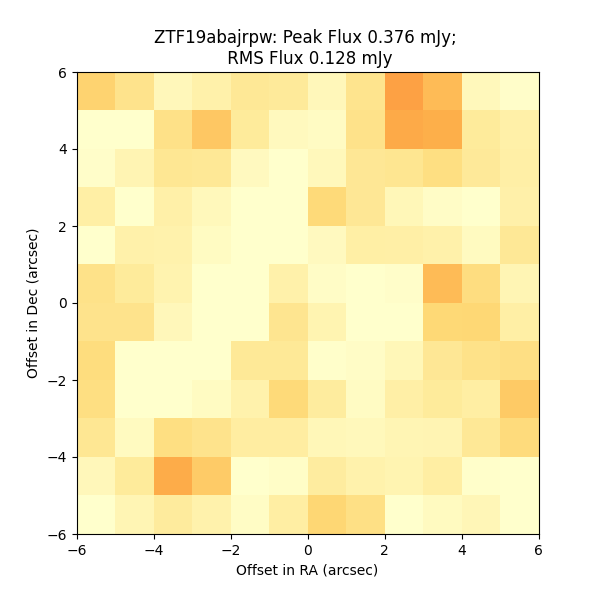 ZTF19abajrpw: Peak Flux 0.376 mJy;
RMS Flux 0.128 mJy
6
4
2
0
−2
−4
−6
Offset in Dec (arcsec)
−6 −4 −2 0 2 4 6
Offset in RA (arcsec)